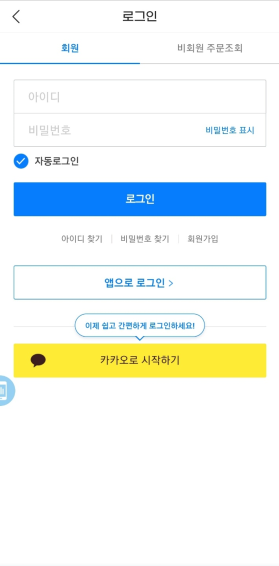 로그인
회원 비회원 주문조회
아이디
비밀번호 비밀번호 표시
자동로그인
로그인
아이디 찾기 비밀번호 찾기 회원가입
앱으로 로그인 >
이제 쉽고 간편하게 로그인하세요!
카카오로 시작하기